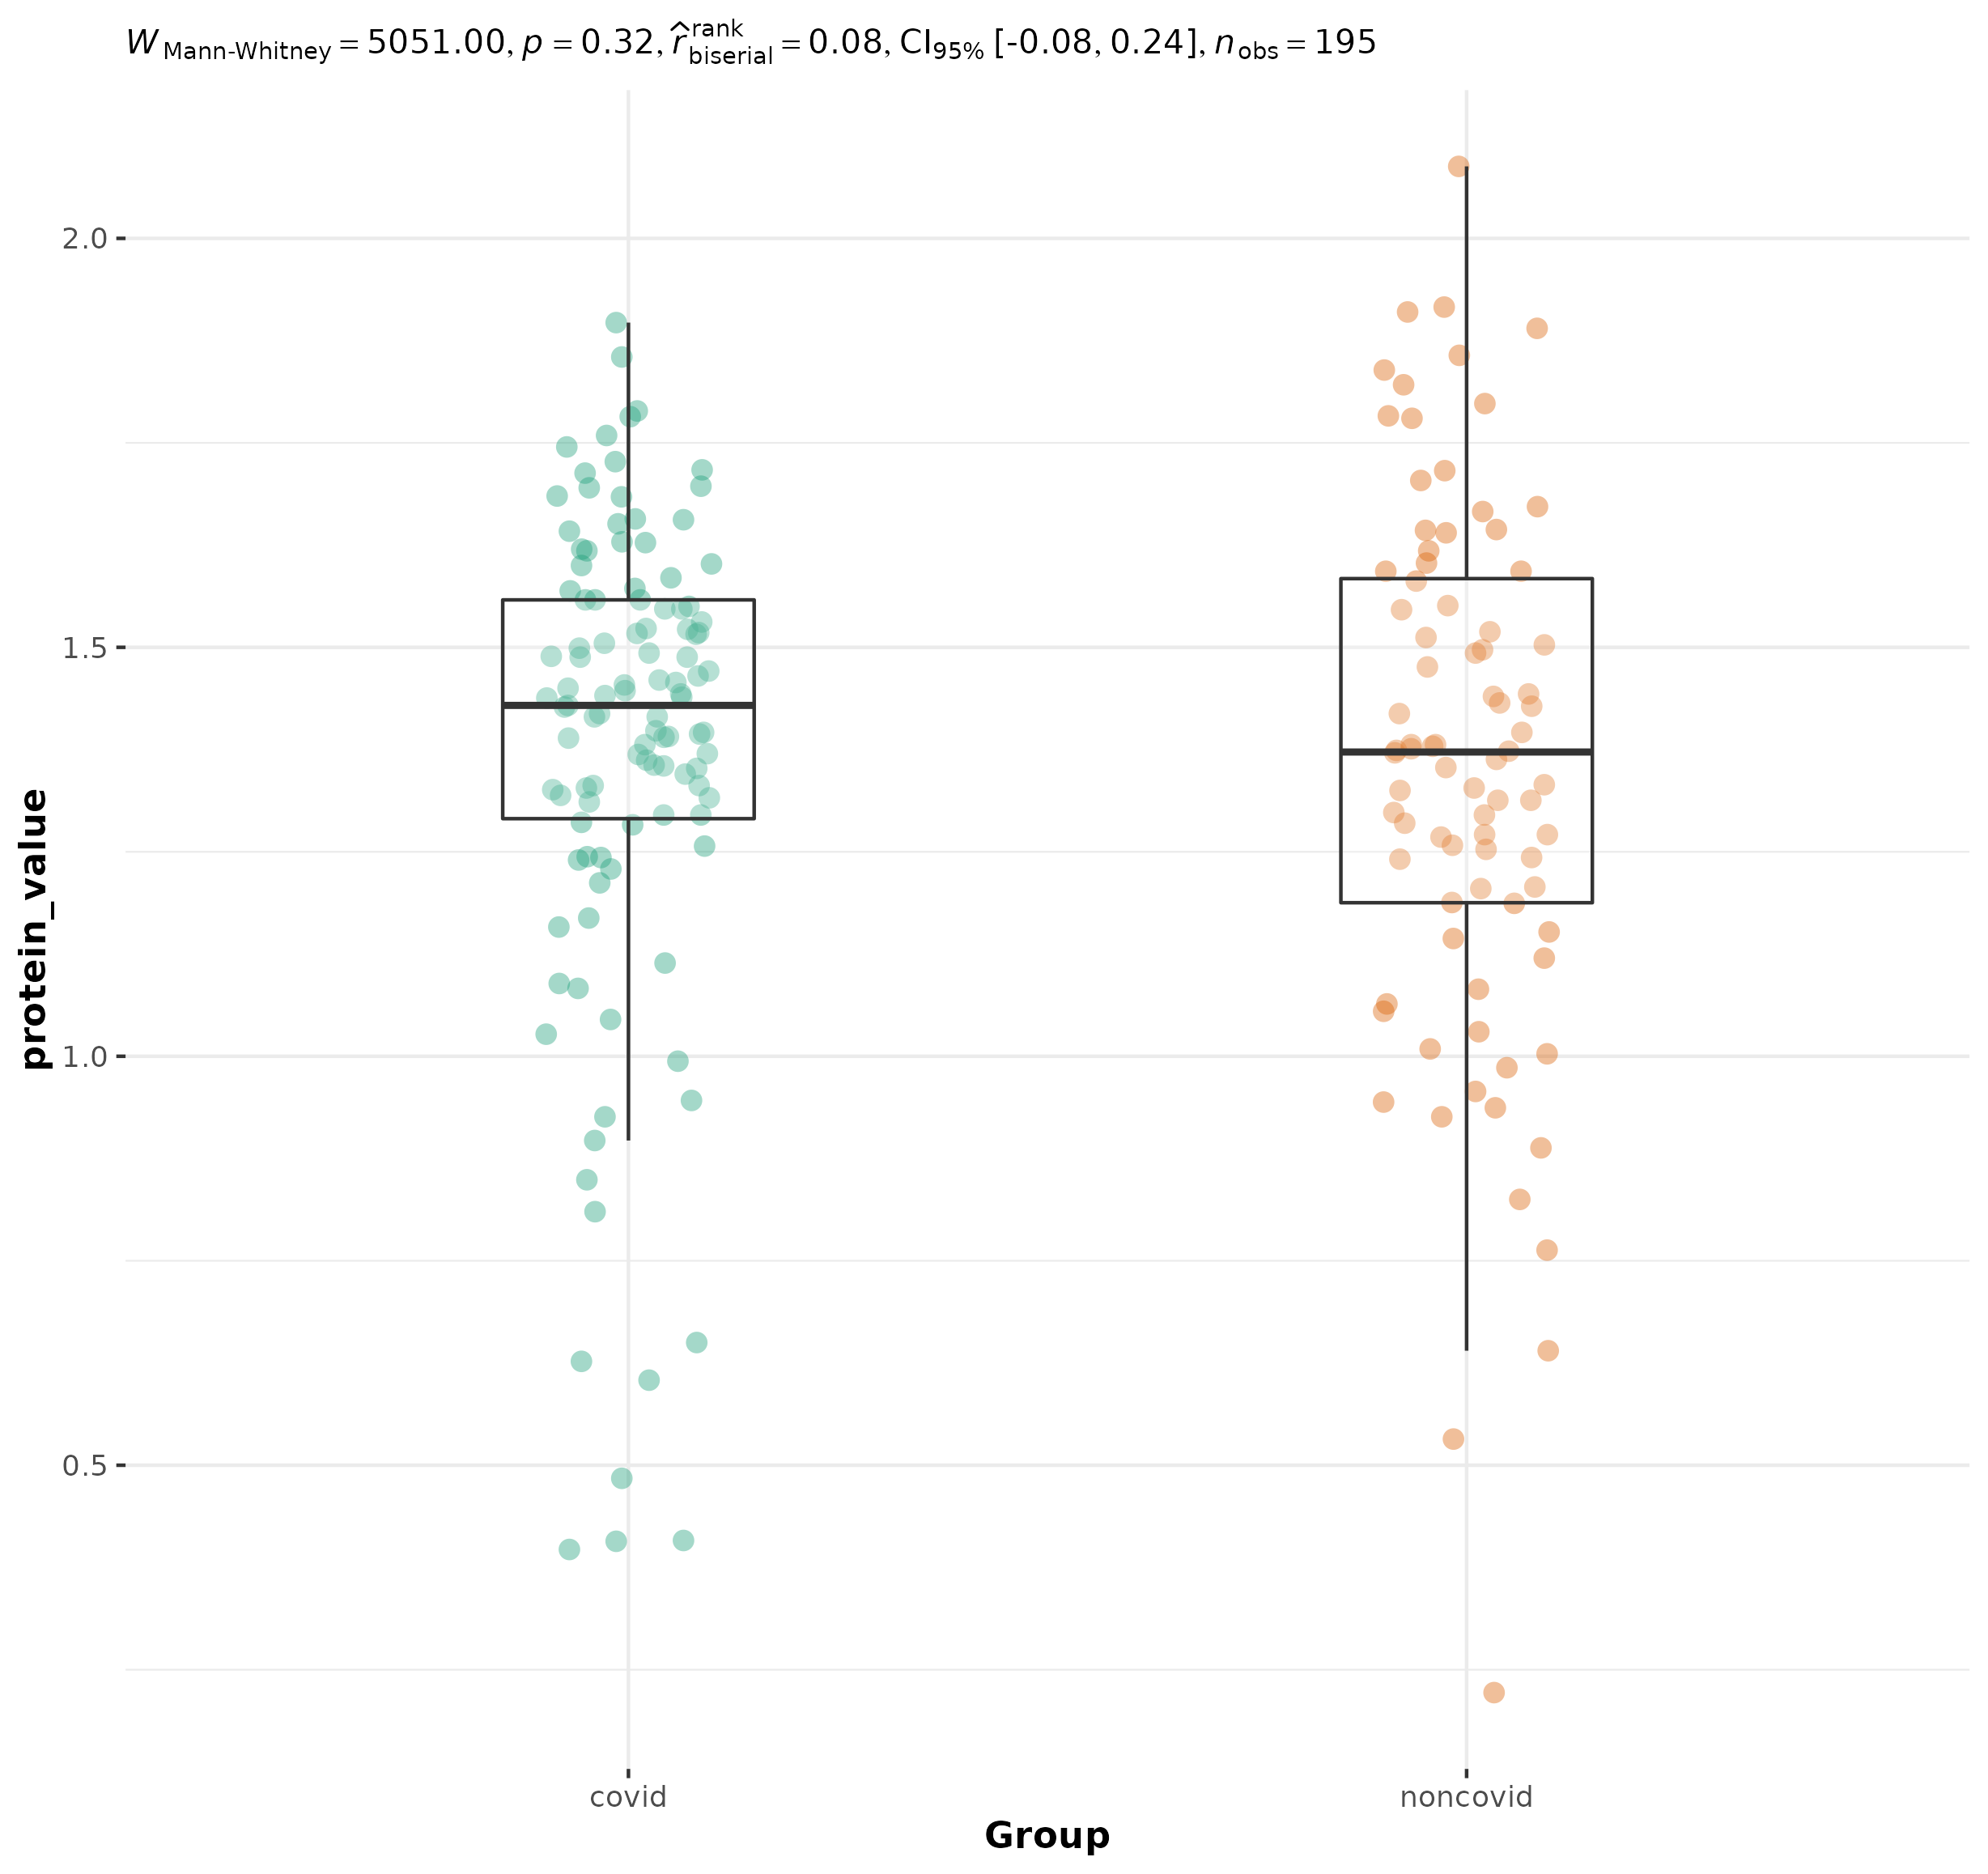 W Mann-Whitney = 5051.00, p = 0.32, r̂ rank biserial = 0.08, CI95% [-0.08, 0.24], n obs = 195
2.0
1.5
1.0
0.5
protein_value
covid noncovid
Group